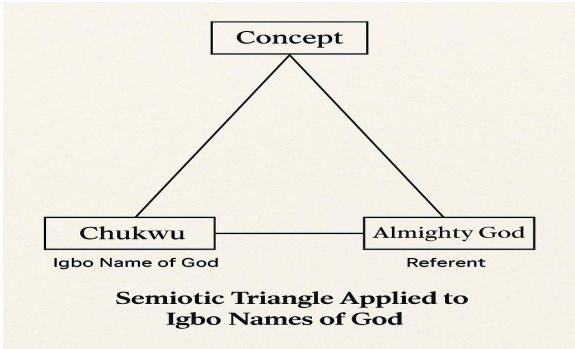 Concept
Chukwu
Almighty God
Igbo Name of God
Referent
Semiotic Triangle Applied to
Igbo Names of God